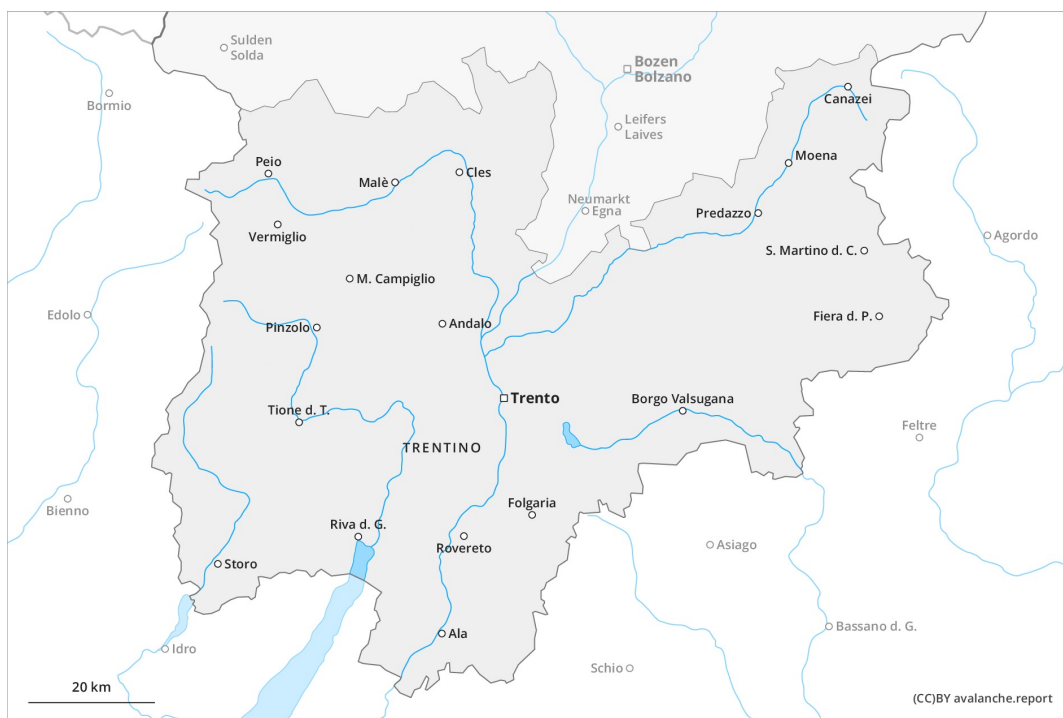 Sulden
Solda
Bozen
Bolzano
Bormio
Canazei
Leifers
Laives
Moena
Peio
Malè
Cles
Neumarkt
Egna
Predazzo
Vermiglio
Agordo
S. Martino d. C.
M. Campiglio
Edolo
Pinzolo
Andalo
Fiera d. P.
Trento
Borgo Valsugana
Tione d. T.
Feltre
TRENTINO
Bienno
Folgaria
Riva d. G.
Rovereto
Asiago
Storo
Ala
Bassano d. G.
Idro
Schio
20 km
(CC)BY avalanche.report